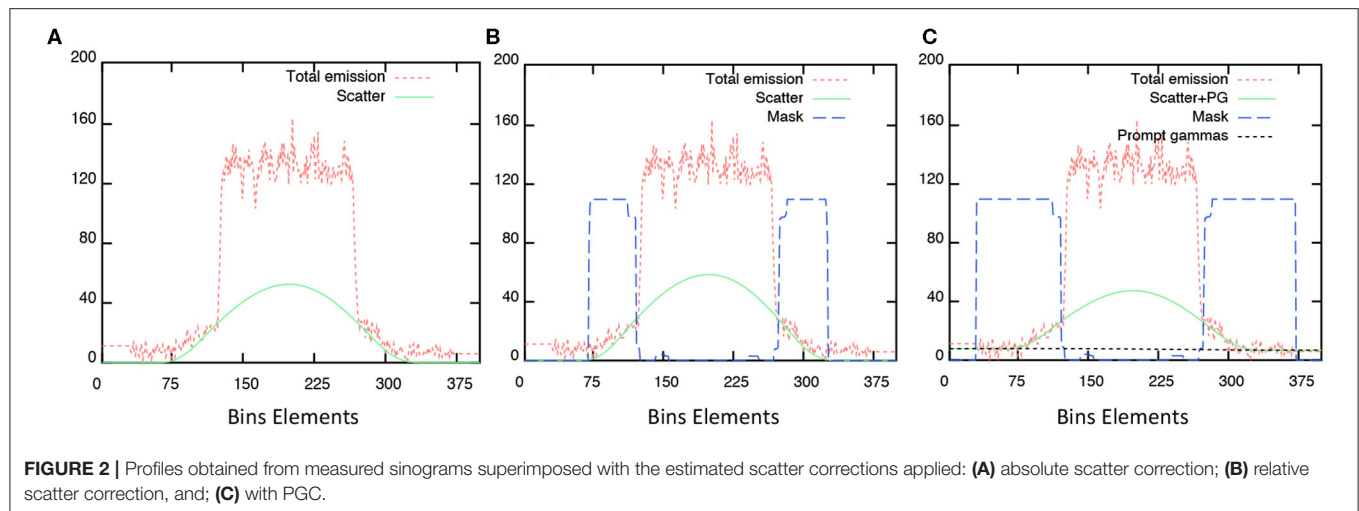 A
200
160
120
80
40
0
Total emission
Scatter
0 75 150 225 300 375
Bins Elements
B
200
160
120
80
40
0
Total emission
Scatter
Mask
0 75 150 225 300 375
Bins Elements
C
200
160
120
80
40
0
Total emission
Scatter+PG
Mask
Prompt gammas
0 75 150 225 300 375
Bins Elements
FIGURE 2 | Profiles obtained from measured sinograms superimposed with the estimated scatter corrections applied: (A) absolute scatter correction; (B) relative
scatter correction, and; (C) with PGC.